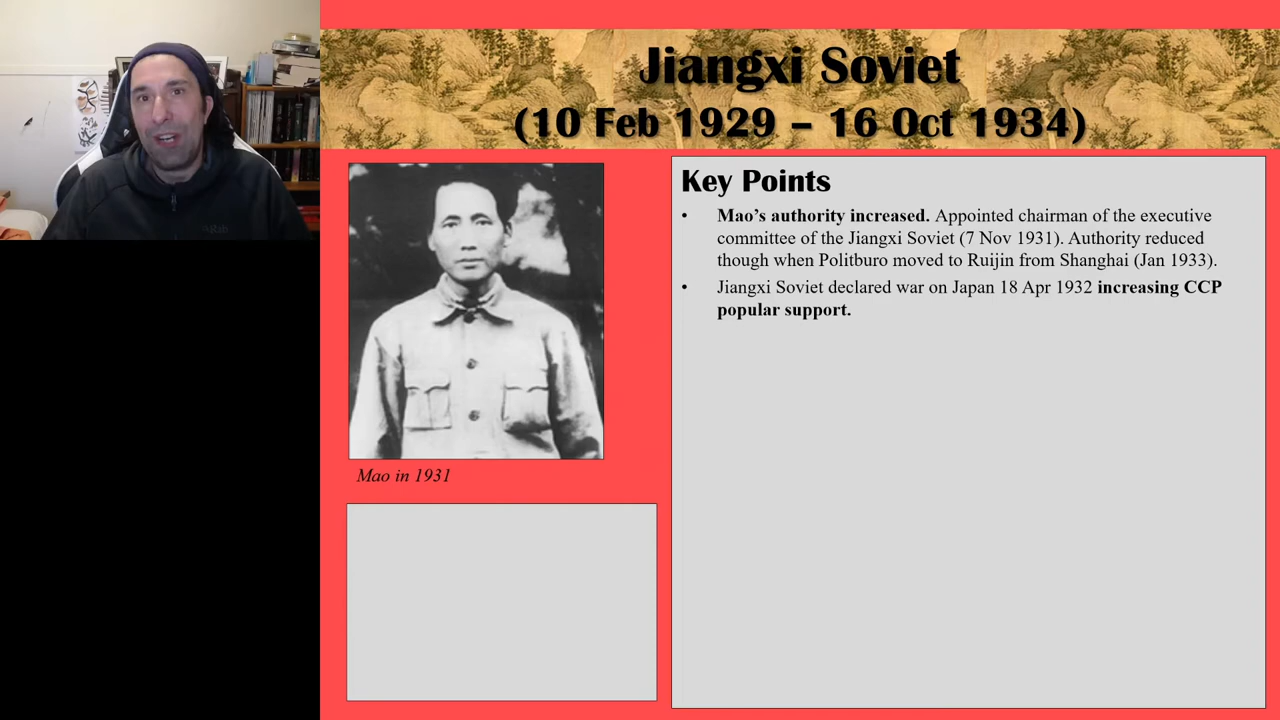 Jiangxi Soviet
(10 Feb 1929 – 16 Oct 1934)
Key Points
• Mao’s authority increased. Appointed chairman of the executive
committee of the Jiangxi Soviet (7 Nov 1931). Authority reduced
though when Politburo moved to Ruijin from Shanghai (Jan 1933).
• Jiangxi Soviet declared war on Japan 18 Apr 1932 increasing CCP
popular support.
Mao in 1931